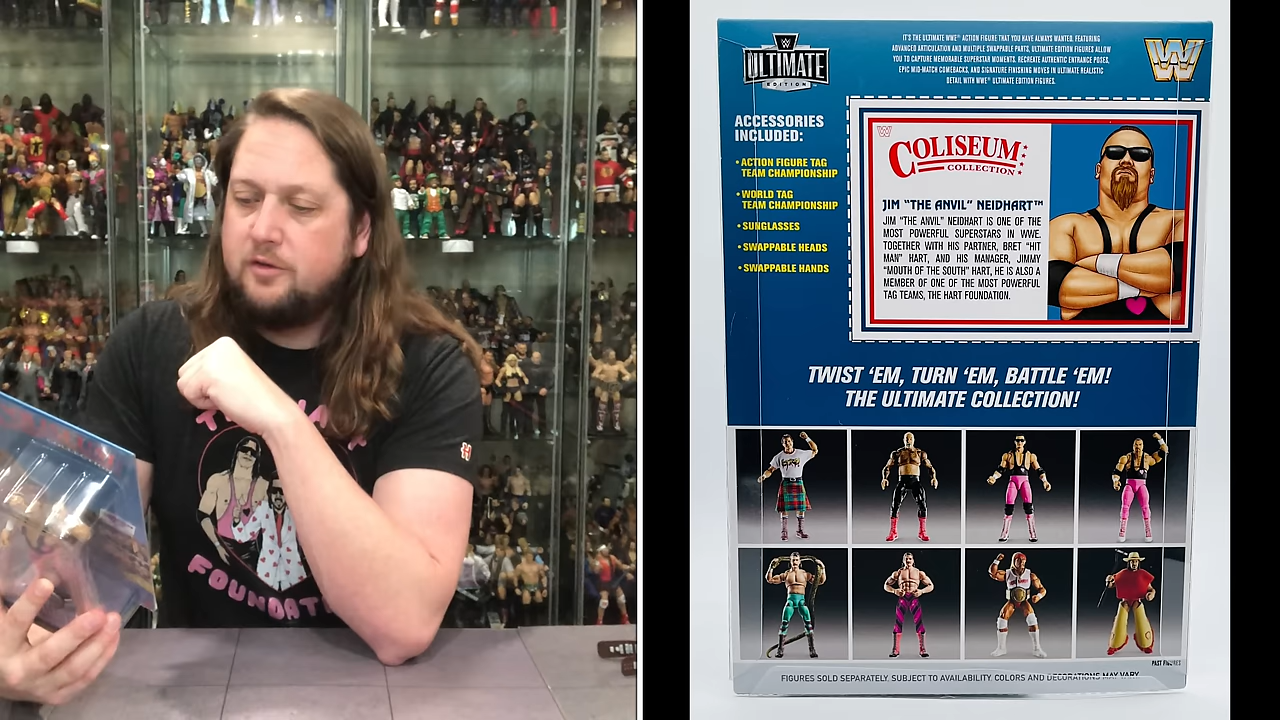 THE HART
FOUNDATION
H
W
ULTIMATE
EDITION
IT'S THE ULTIMATE WWE® ACTION FIGURE THAT YOU HAVE ALWAYS WANTED, FEATURING
ADVANCED ARTICULATION AND MULTIPLE SWAPPABLE PARTS, ULTIMATE EDITION FIGURES ALLOW
YOU TO CAPTURE MEMORABLE SUPERSTAR MOMENTS. RECREATE AUTHENTIC ENTRANCE POSES,
EPIC MID-MATCH COMEBACKS, AND SIGNATURE FINISHING MOVES IN ULTIMATE REALISTIC
DETAIL WITH WWE® ULTIMATE EDITION FIGURES.
W
ACCESSORIES
INCLUDED:
• ACTION FIGURE TAG
TEAM CHAMPIONSHIP
• WORLD TAG
TEAM CHAMPIONSHIP
• SUNGLASSES
• SWAPPABLE HEADS
• SWAPPABLE HANDS
W
COLISEUM
COLLECTION
JIM "THE ANVIL" NEIDHART™
JIM "THE ANVIL" NEIDHART IS ONE OF THE
MOST POWERFUL SUPERSTARS IN WWE.
TOGETHER WITH HIS PARTNER, BRET "HIT
MAN" HART, AND HIS MANAGER, JIMMY
"MOUTH OF THE SOUTH" HART, HE IS ALSO A
MEMBER OF ONE OF THE MOST POWERFUL
TAG TEAMS, THE HART FOUNDATION.
TWIST 'EM, TURN 'EM, BATTLE 'EM!
THE ULTIMATE COLLECTION!
PAST FIGURES
FIGURES SOLD SEPARATELY. SUBJECT TO AVAILABILITY. COLORS AND DECORATIONS MAY VARY.